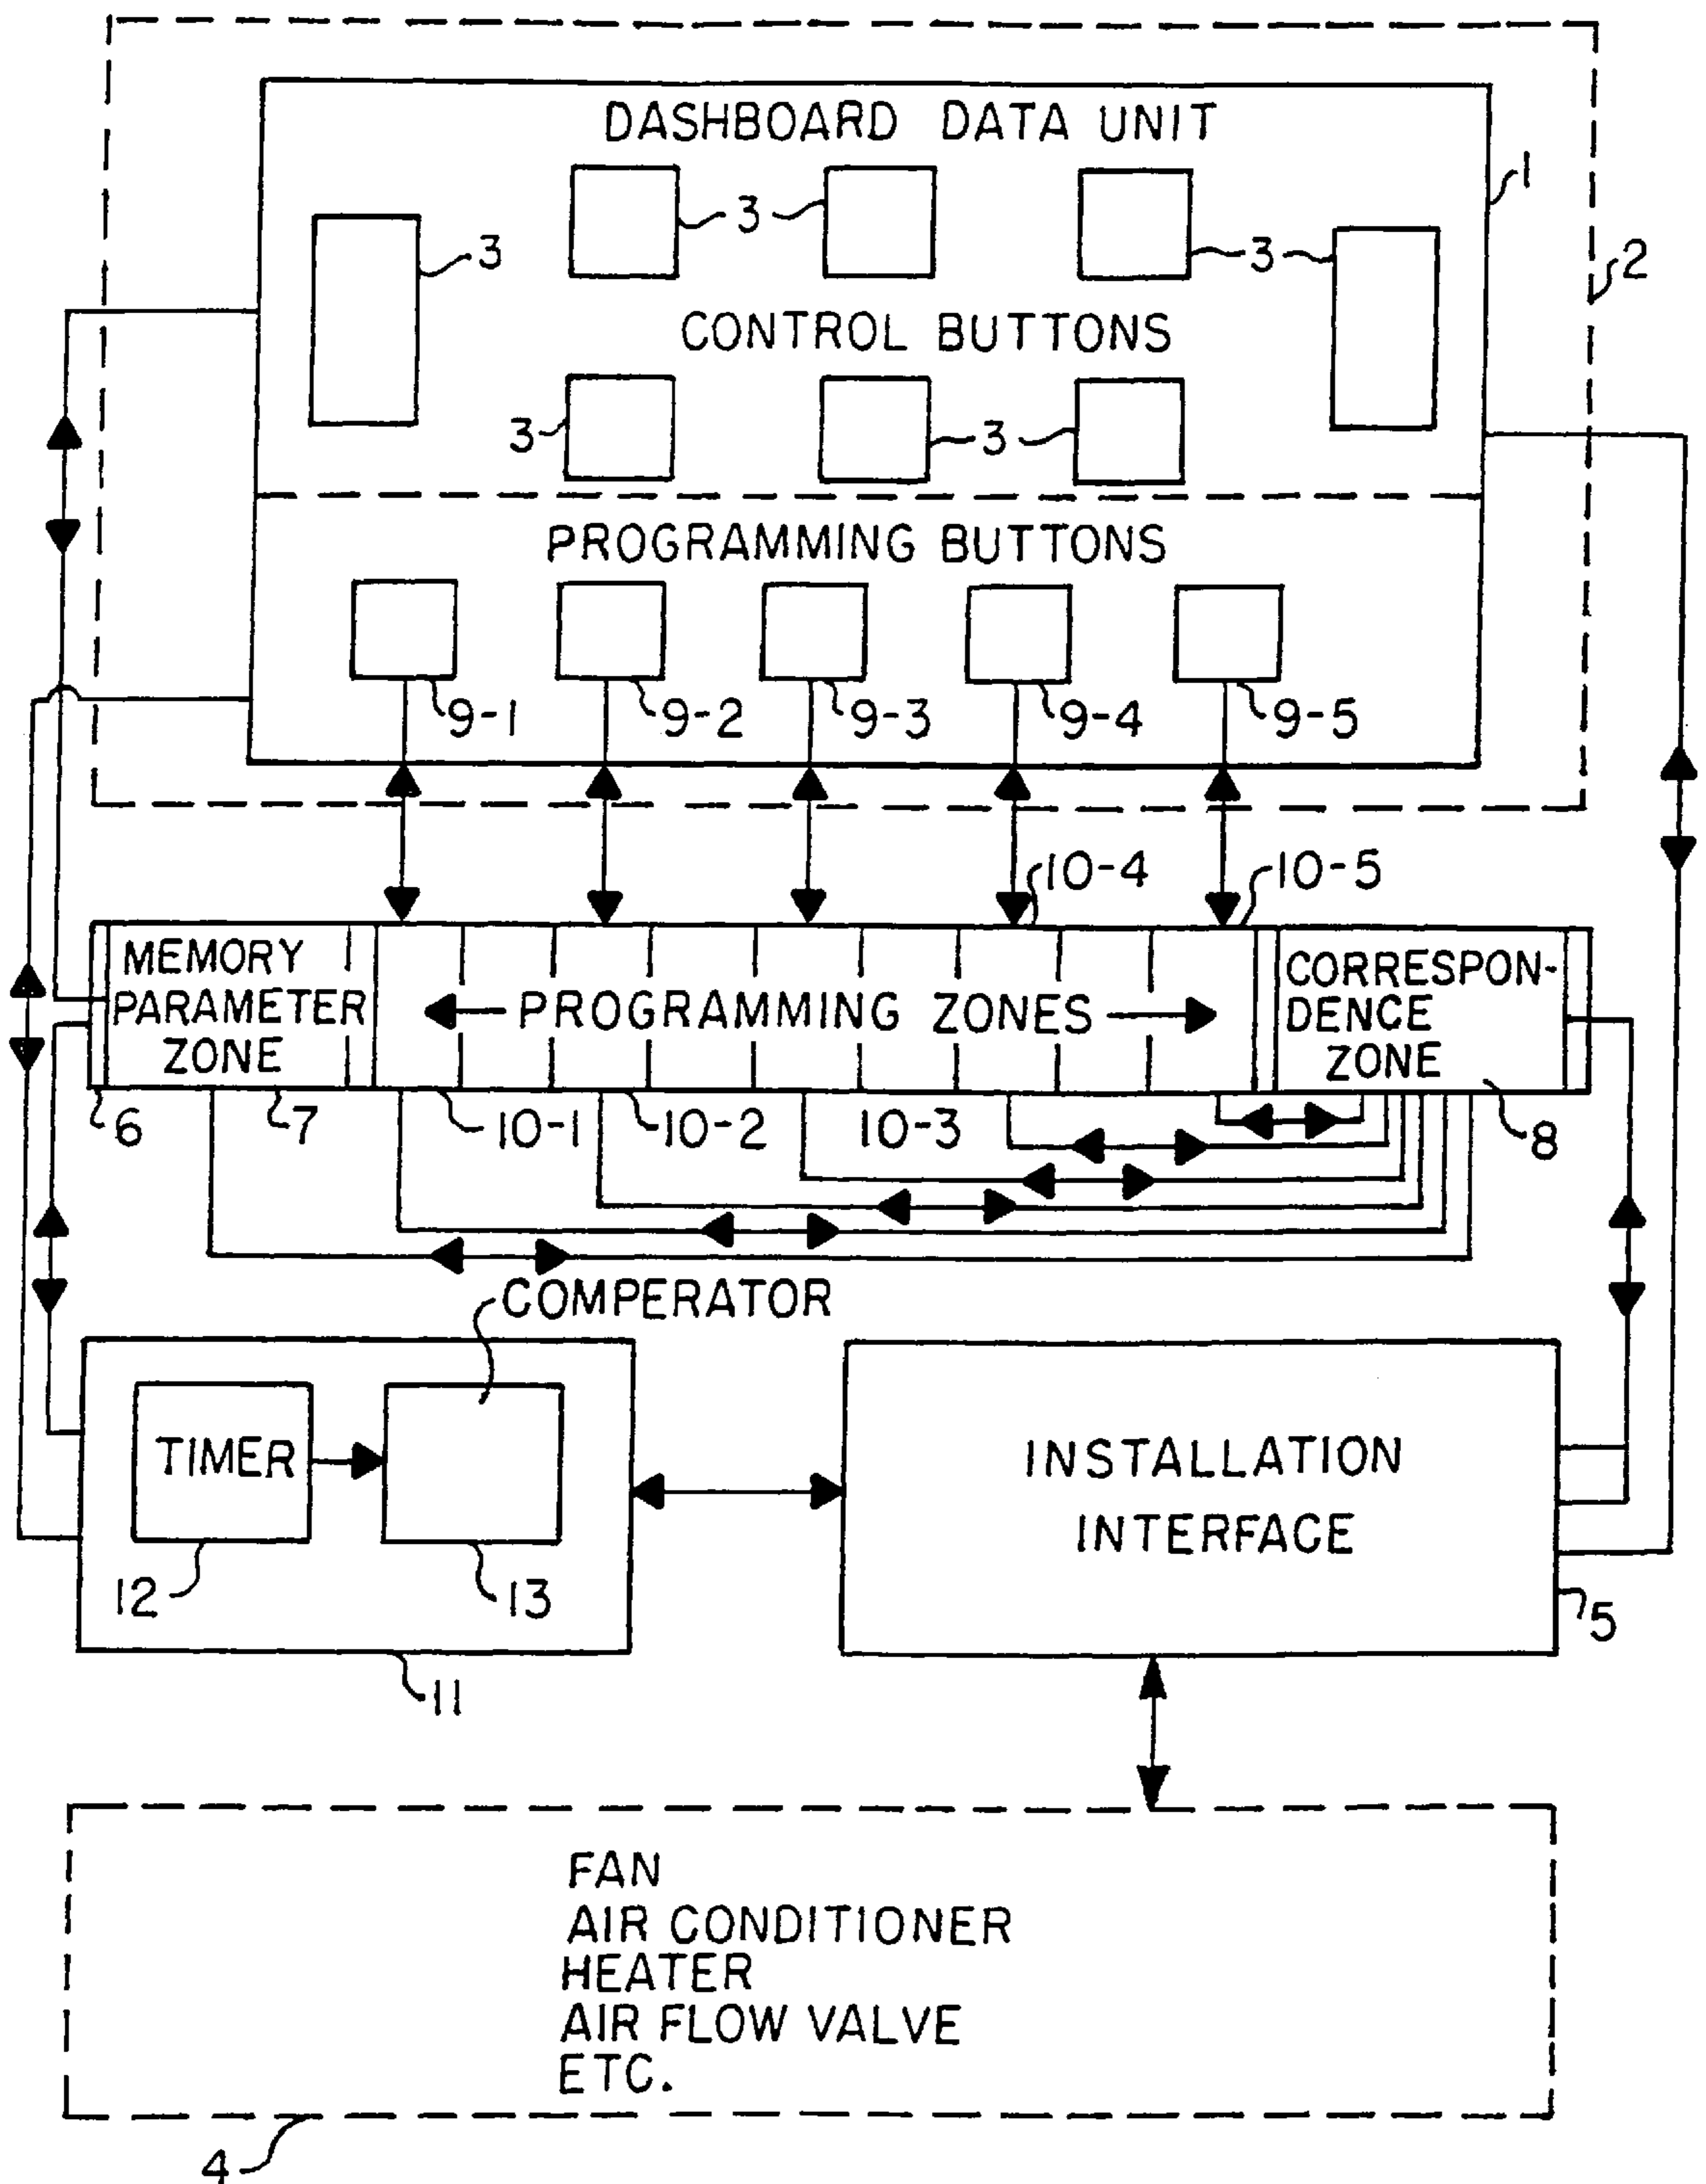 DASHBOARD DATA UNIT
1
3
3
3
2
CONTROL BUTTONS
3
3
PROGRAMMING BUTTONS
9-1
9-2
9-3
9-4
9-5
10-4
10-5
MEMORY
PARAMETER
ZONE
PROGRAMMING ZONES
CORRESPON-
DENCE
ZONE
6
7
10-1
10-2
10-3
8
COMPERATOR
TIMER
INSTALLATION
INTERFACE
12
13
5
11
FAN
AIR CONDITIONER
HEATER
AIR FLOW VALVE
ETC.
4